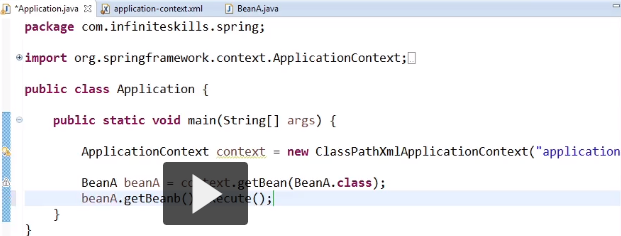 *Application.java application-context.xml BeanA.java
package com.infiniteskills.spring;
import org.springframework.context.ApplicationContext;
public class Application {
public static void main(String[] args) {
ApplicationContext context = new ClassPathXmlApplicationContext("application
BeanA beanA = context.getBean(BeanA.class);
beanA.getBeanb() ecute();
}
}